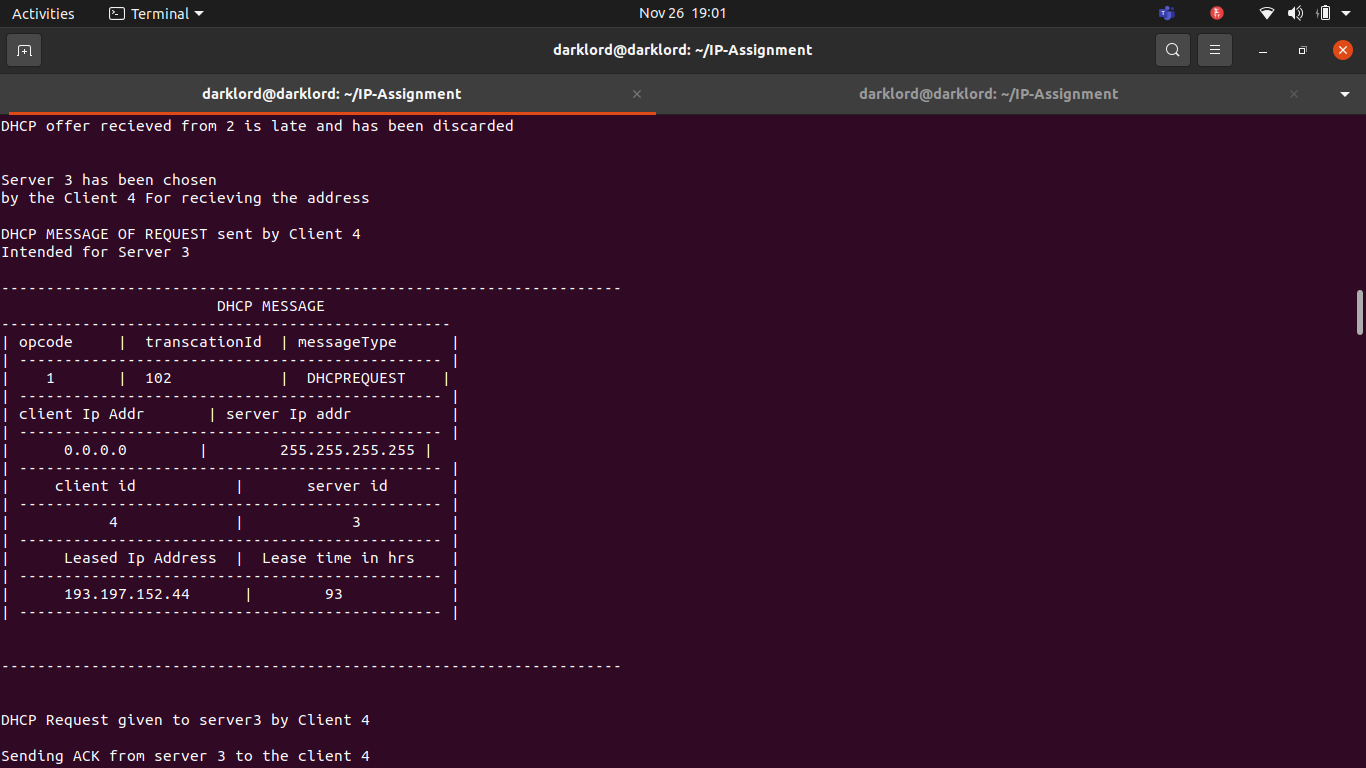 Activities Terminal Nov 26 19:01
darklord@darklord: ~/IP-Assignment
darklord@darklord: ~/IP-Assignment × darklord@darklord: ~/IP-Assignment ×
DHCP offer recieved from 2 is late and has been discarded
Server 3 has been chosen
by the Client 4 For recieving the address
DHCP MESSAGE OF REQUEST sent by Client 4
Intended for Server 3
-----------------------------------------------------------------------
DHCP MESSAGE
--------------------------------------------------
| opcode     |  transcationId  | messageType      |
| ----------------------------------------------- |
|    1       |  102            |  DHCPREQUEST    |
| ----------------------------------------------- |
| client Ip Addr       | server Ip addr           |
| ----------------------------------------------- |
|      0.0.0.0        |        255.255.255.255 |
| ----------------------------------------------- |
|     client id           |       server id       |
| ----------------------------------------------- |
|           4             |            3          |
| ----------------------------------------------- |
|      Leased Ip Address  |  Lease time in hrs    |
| ----------------------------------------------- |
|      193.197.152.44      |        93            |
| ----------------------------------------------- |
-----------------------------------------------------------------------
DHCP Request given to server3 by Client 4
Sending ACK from server 3 to the client 4